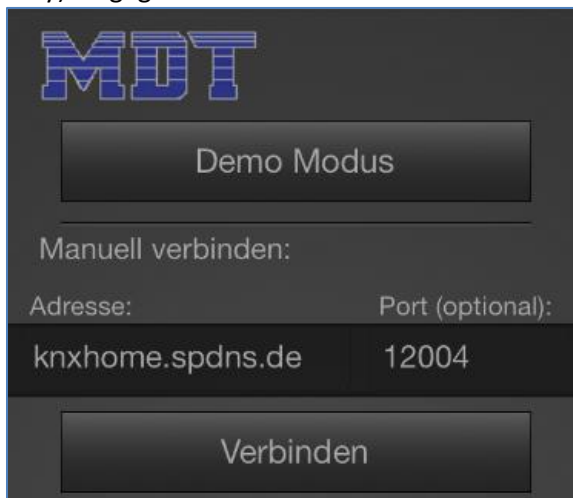 MDT
Demo Modus
Manuell verbinden:
Adresse: Port (optional):
knxhome.spdns.de 12004
Verbinden